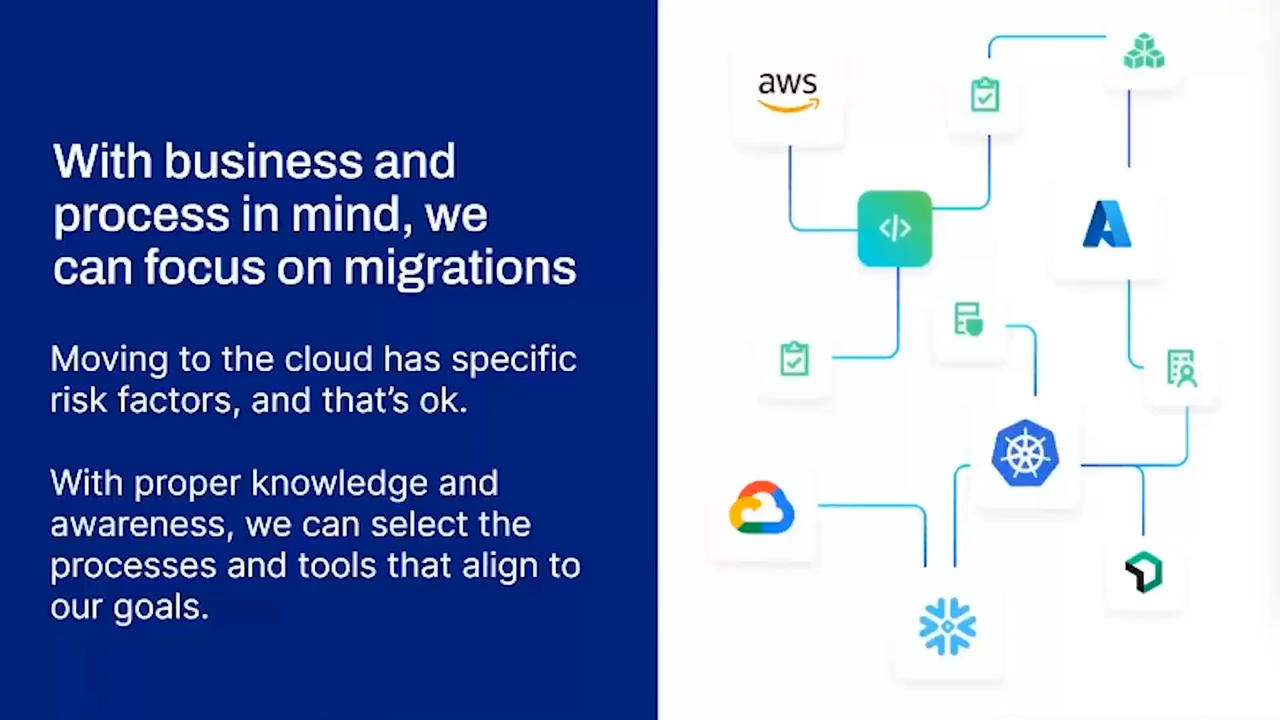 With business and
process in mind, we
can focus on migrations
Moving to the cloud has specific
risk factors, and that’s ok.
With proper knowledge and
awareness, we can select the
processes and tools that align to
our goals.
aws